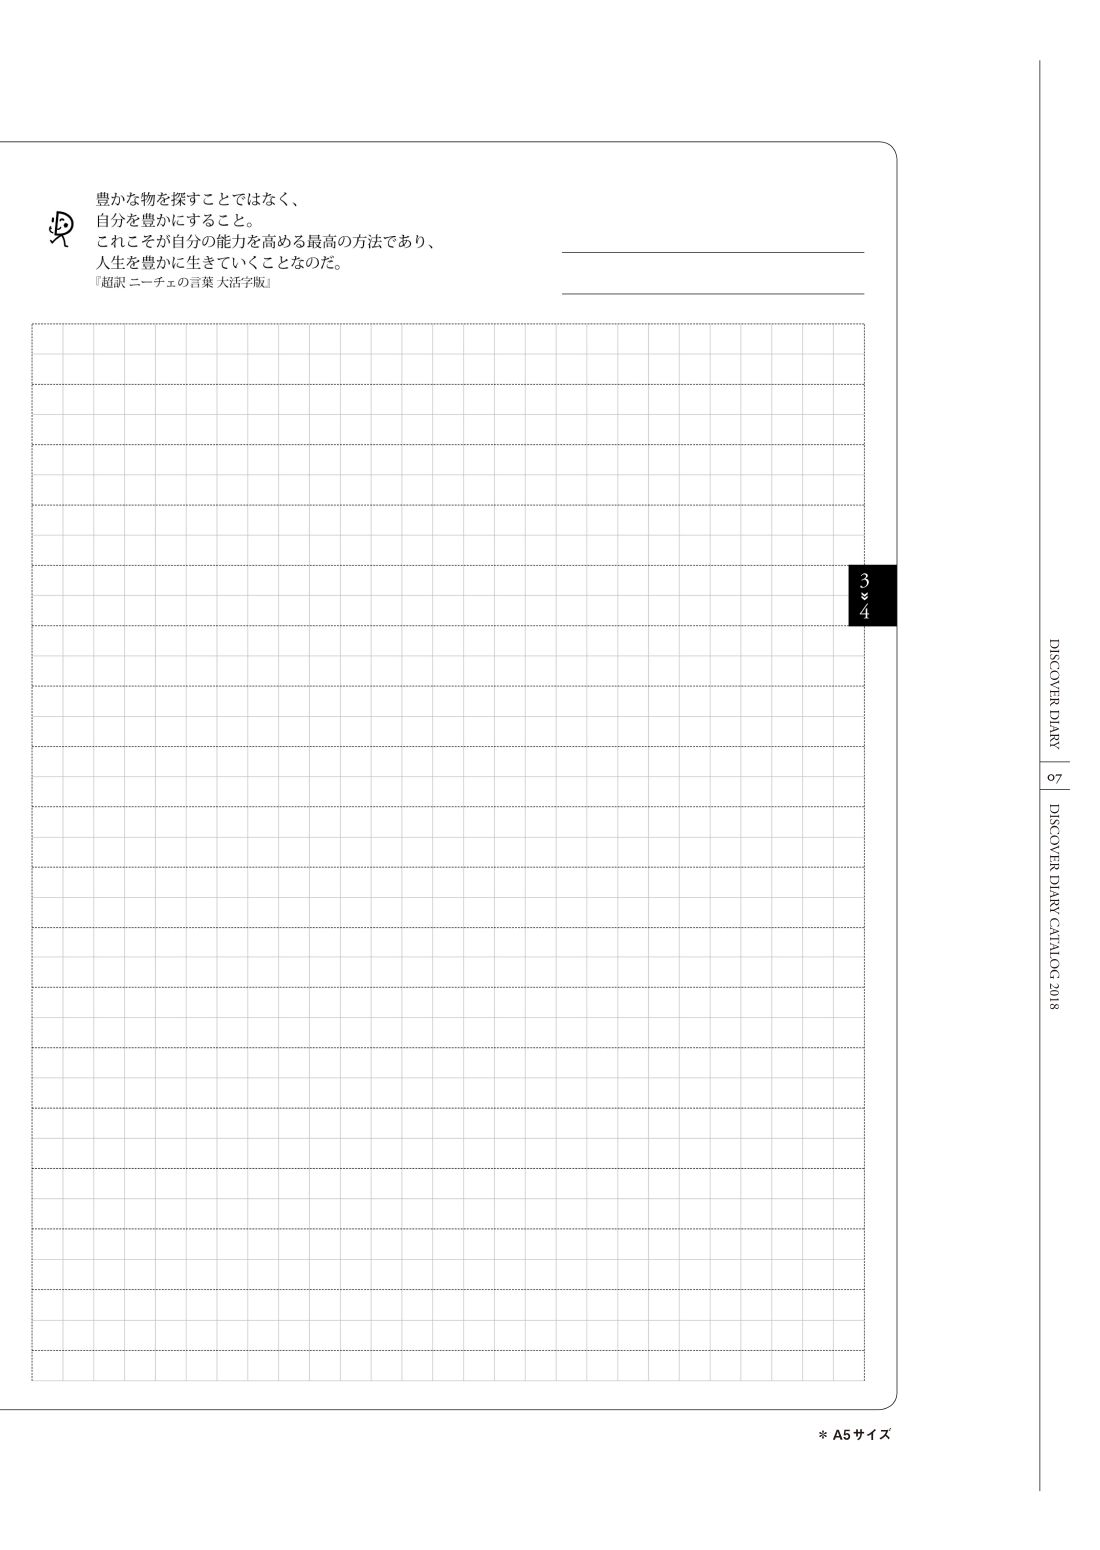 豊かな物を探すことではなく、
自分を豊かにすること。
これこそが自分の能力を高める最高の方法であり、
人生を豊かに生きていくことなのだ。
『超訳 ニーチェの言葉 大活字版』
3
4
DISCOVER DIARY
07
DISCOVER DIARY CATALOG 2018
＊ A5サイズ